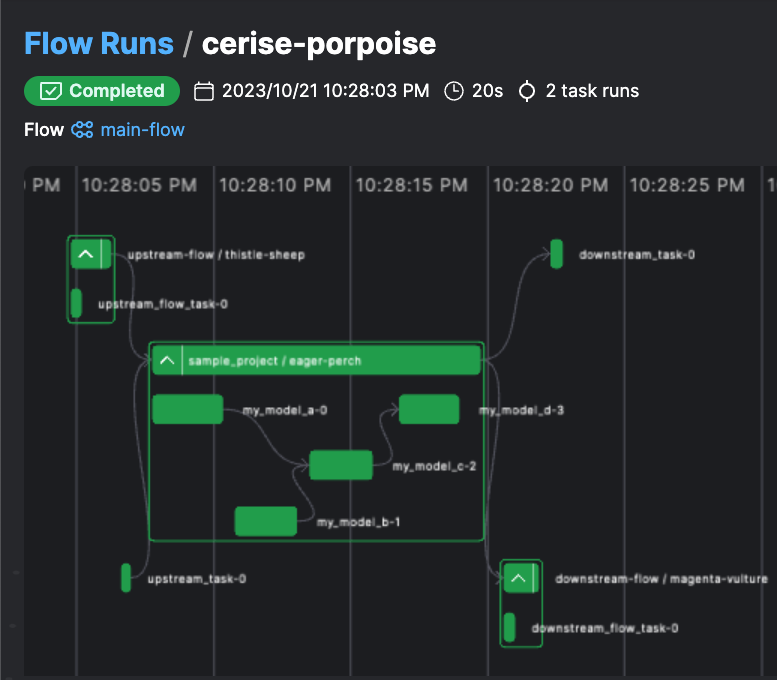 Flow Runs / cerise-porpoise
Completed 2023/10/21 10:28:03 PM 20s 2 task runs
Flow main-flow
PM 10:28:05 PM 10:28:10 PM 10:28:15 PM 10:28:20 PM 10:28:25 PM 1
upstream-flow / thistle-sheep downstream_task-0
upstream_flow_task-0
sample_project / eager-perch
my_model_a-0 my_model_d-3
my_model_c-2
my_model_b-1
upstream_task-0 downstream-flow / magenta-vulture
downstream_flow_task-0